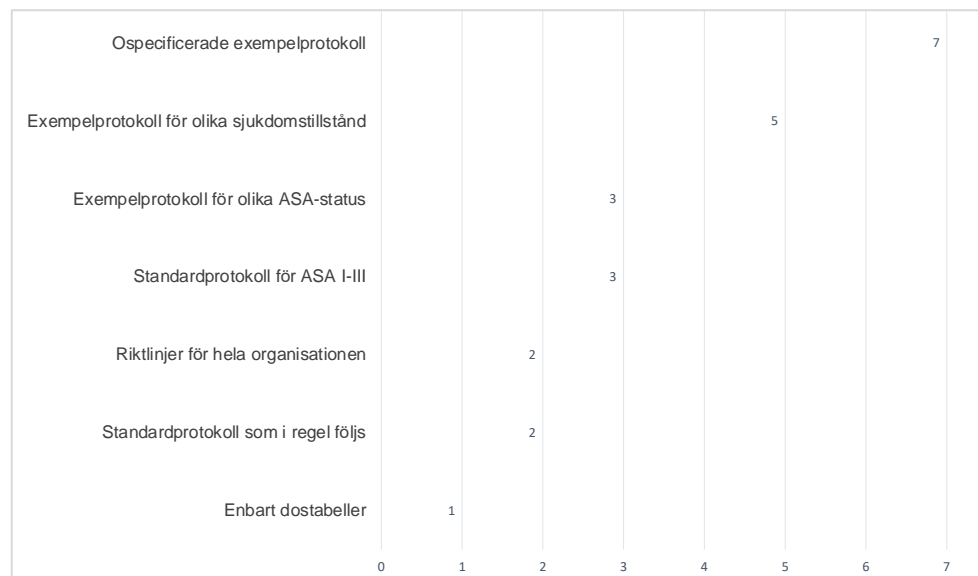 Ospecificerade exempelprotokoll 7
Exempelprotokoll för olika sjukdomstillstånd 5
Exempelprotokoll för olika ASA-status 3
Standardprotokoll för ASA I-III 3
Riktlinjer för hela organisationen 2
Standardprotokoll som i regel följs 2
Enbart dostabeller 1
0 1 2 3 4 5 6 7